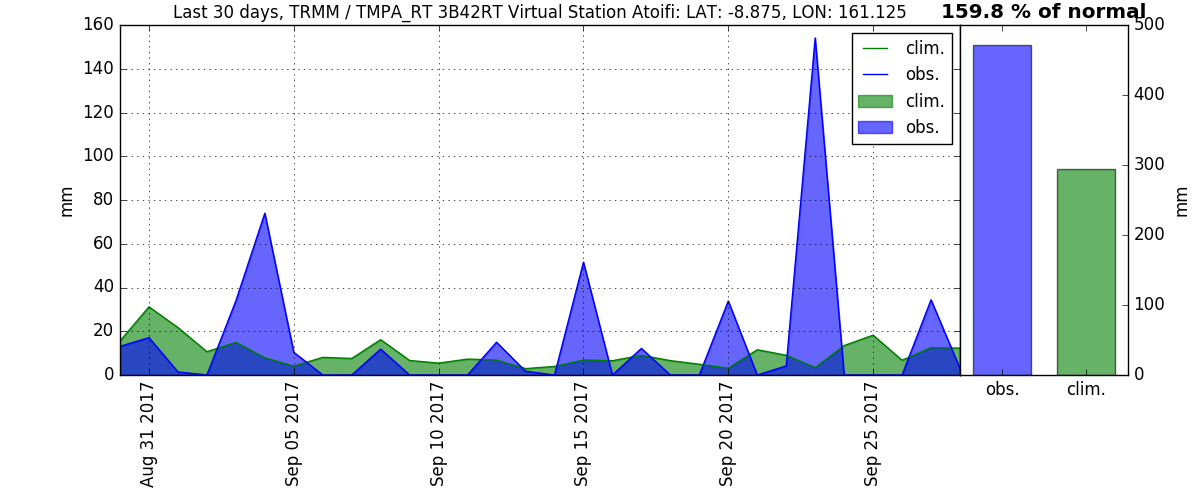 Last 30 days, TRMM / TMPA_RT 3B42RT Virtual Station Atoifi: LAT: -8.875, LON: 161.125
159.8 % of normal
160
140
120
100
80
60
40
20
0
mm
clim.
obs.
clim.
obs.
Aug 31 2017
Sep 05 2017
Sep 10 2017
Sep 15 2017
Sep 20 2017
Sep 25 2017
500
400
300
200
100
0
mm
obs.
clim.